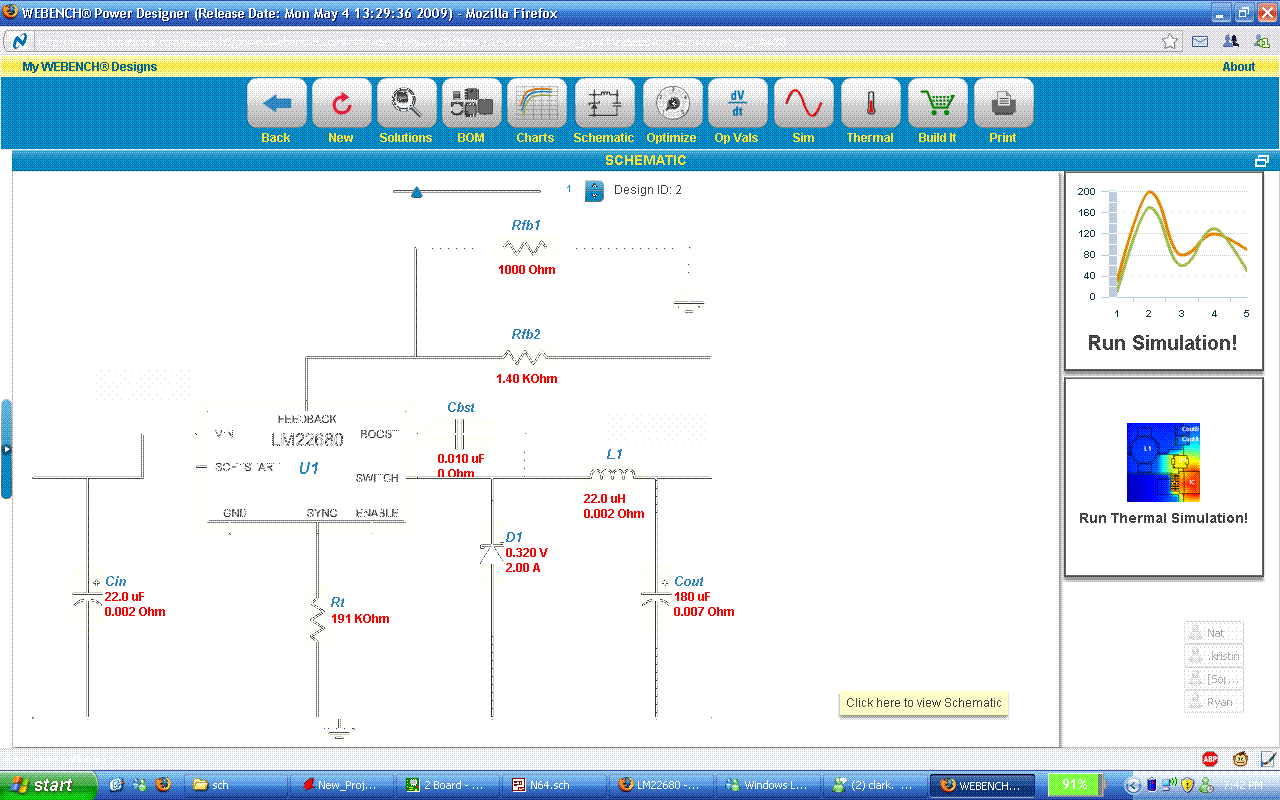 WEBENCH® Power Designer (Release Date: Mon May 4 13:29:36 2009) - Mozilla Firefox
My WEBENCH® Designs
About
Back New Solutions BOM Charts Schematic Optimize Op Vals Sim Thermal Build It Print
dV
dt
SCHEMATIC
1
Design ID: 2
Rfb1
1000 Ohm
Rfb2
1.40 KOhm
Cbst
0.010 uF
0 Ohm
FEEDBACK
LM22680
VIN
BOOST
SOFTSTART
U1
SWITCH
GND
SYNC
ENABLE
L1
22.0 uH
0.002 Ohm
D1
0.320 V
2.00 A
Cin
22.0 uF
0.002 Ohm
Rt
191 KOhm
Cout
180 uF
0.007 Ohm
200
160
120
80
40
0
1 2 3 4 5
Run Simulation!
CoutB
CoutA
L1
IC
Run Thermal Simulation!
Nat
.kristin
[Sop...
Ryan
Click here to view Schematic
ABP
start
sch
New_Proj...
2 Board - ...
N64.sch
LM22680 -...
Windows L...
(2) clark. ...
WEBENCH...
91%
7:42 PM